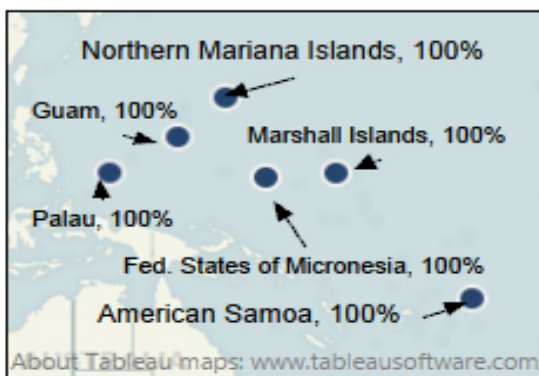 Northern Mariana Islands, 100%
Guam, 100%
Marshall Islands, 100%
Palau, 100%
Fed. States of Micronesia, 100%
American Samoa, 100%
About Tableau maps: www.tableausoftware.com